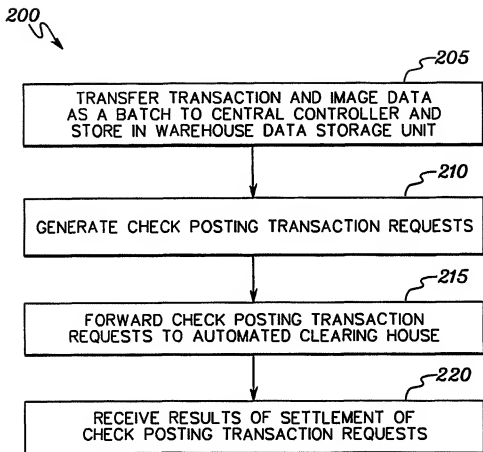 200
205
TRANSFER TRANSACTION AND IMAGE DATA
AS A BATCH TO CENTRAL CONTROLLER AND
STORE IN WAREHOUSE DATA STORAGE UNIT
210
GENERATE CHECK POSTING TRANSACTION REQUESTS
215
FORWARD CHECK POSTING TRANSACTION
REQUESTS TO AUTOMATED CLEARING HOUSE
220
RECEIVE RESULTS OF SETTLEMENT OF
CHECK POSTING TRANSACTION REQUESTS